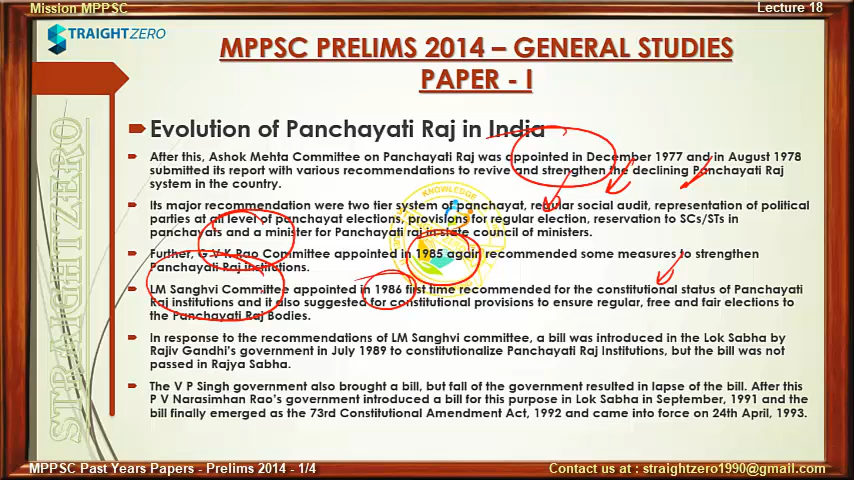 Mission MPPSC
Lecture 18
STRAIGHTZERO
MPPSC PRELIMS 2014 – GENERAL STUDIES
PAPER - I
Evolution of Panchayati Raj in India
After this, Ashok Mehta Committee on Panchayati Raj was appointed in December 1977 and in August 1978
submitted its report with various recommendations to revive and strengthen the declining Panchayati Raj
system in the country.
Its major recommendation were two tier system of panchayat, regular social audit, representation of political
parties at all level of panchayat elections, provisions for regular election, reservation to SCs/STs in
panchayats and a minister for Panchayati raj in state council of ministers.
Further, G V K Rao Committee appointed in 1985 again recommended some measures to strengthen
Panchayati Raj institutions.
LM Sanghvi Committee appointed in 1986 first time recommended for the constitutional status of Panchayati
Raj institutions and it also suggested for constitutional provisions to ensure regular, free and fair elections to
the Panchayati Raj Bodies.
In response to the recommendations of LM Sanghvi committee, a bill was introduced in the Lok Sabha by
Rajiv Gandhi's government in July 1989 to constitutionalize Panchayati Raj Institutions, but the bill was not
passed in Rajya Sabha.
The V P Singh government also brought a bill, but fall of the government resulted in lapse of the bill. After this
P V Narasimhan Rao's government introduced a bill for this purpose in Lok Sabha in September, 1991 and the
bill finally emerged as the 73rd Constitutional Amendment Act, 1992 and came into force on 24th April, 1993.
STRAIGHTZERO
KNOWLEDGE
MPPSC Past Years Papers - Prelims 2014 - 1/4
Contact us at : straightzero1990@gmail.com